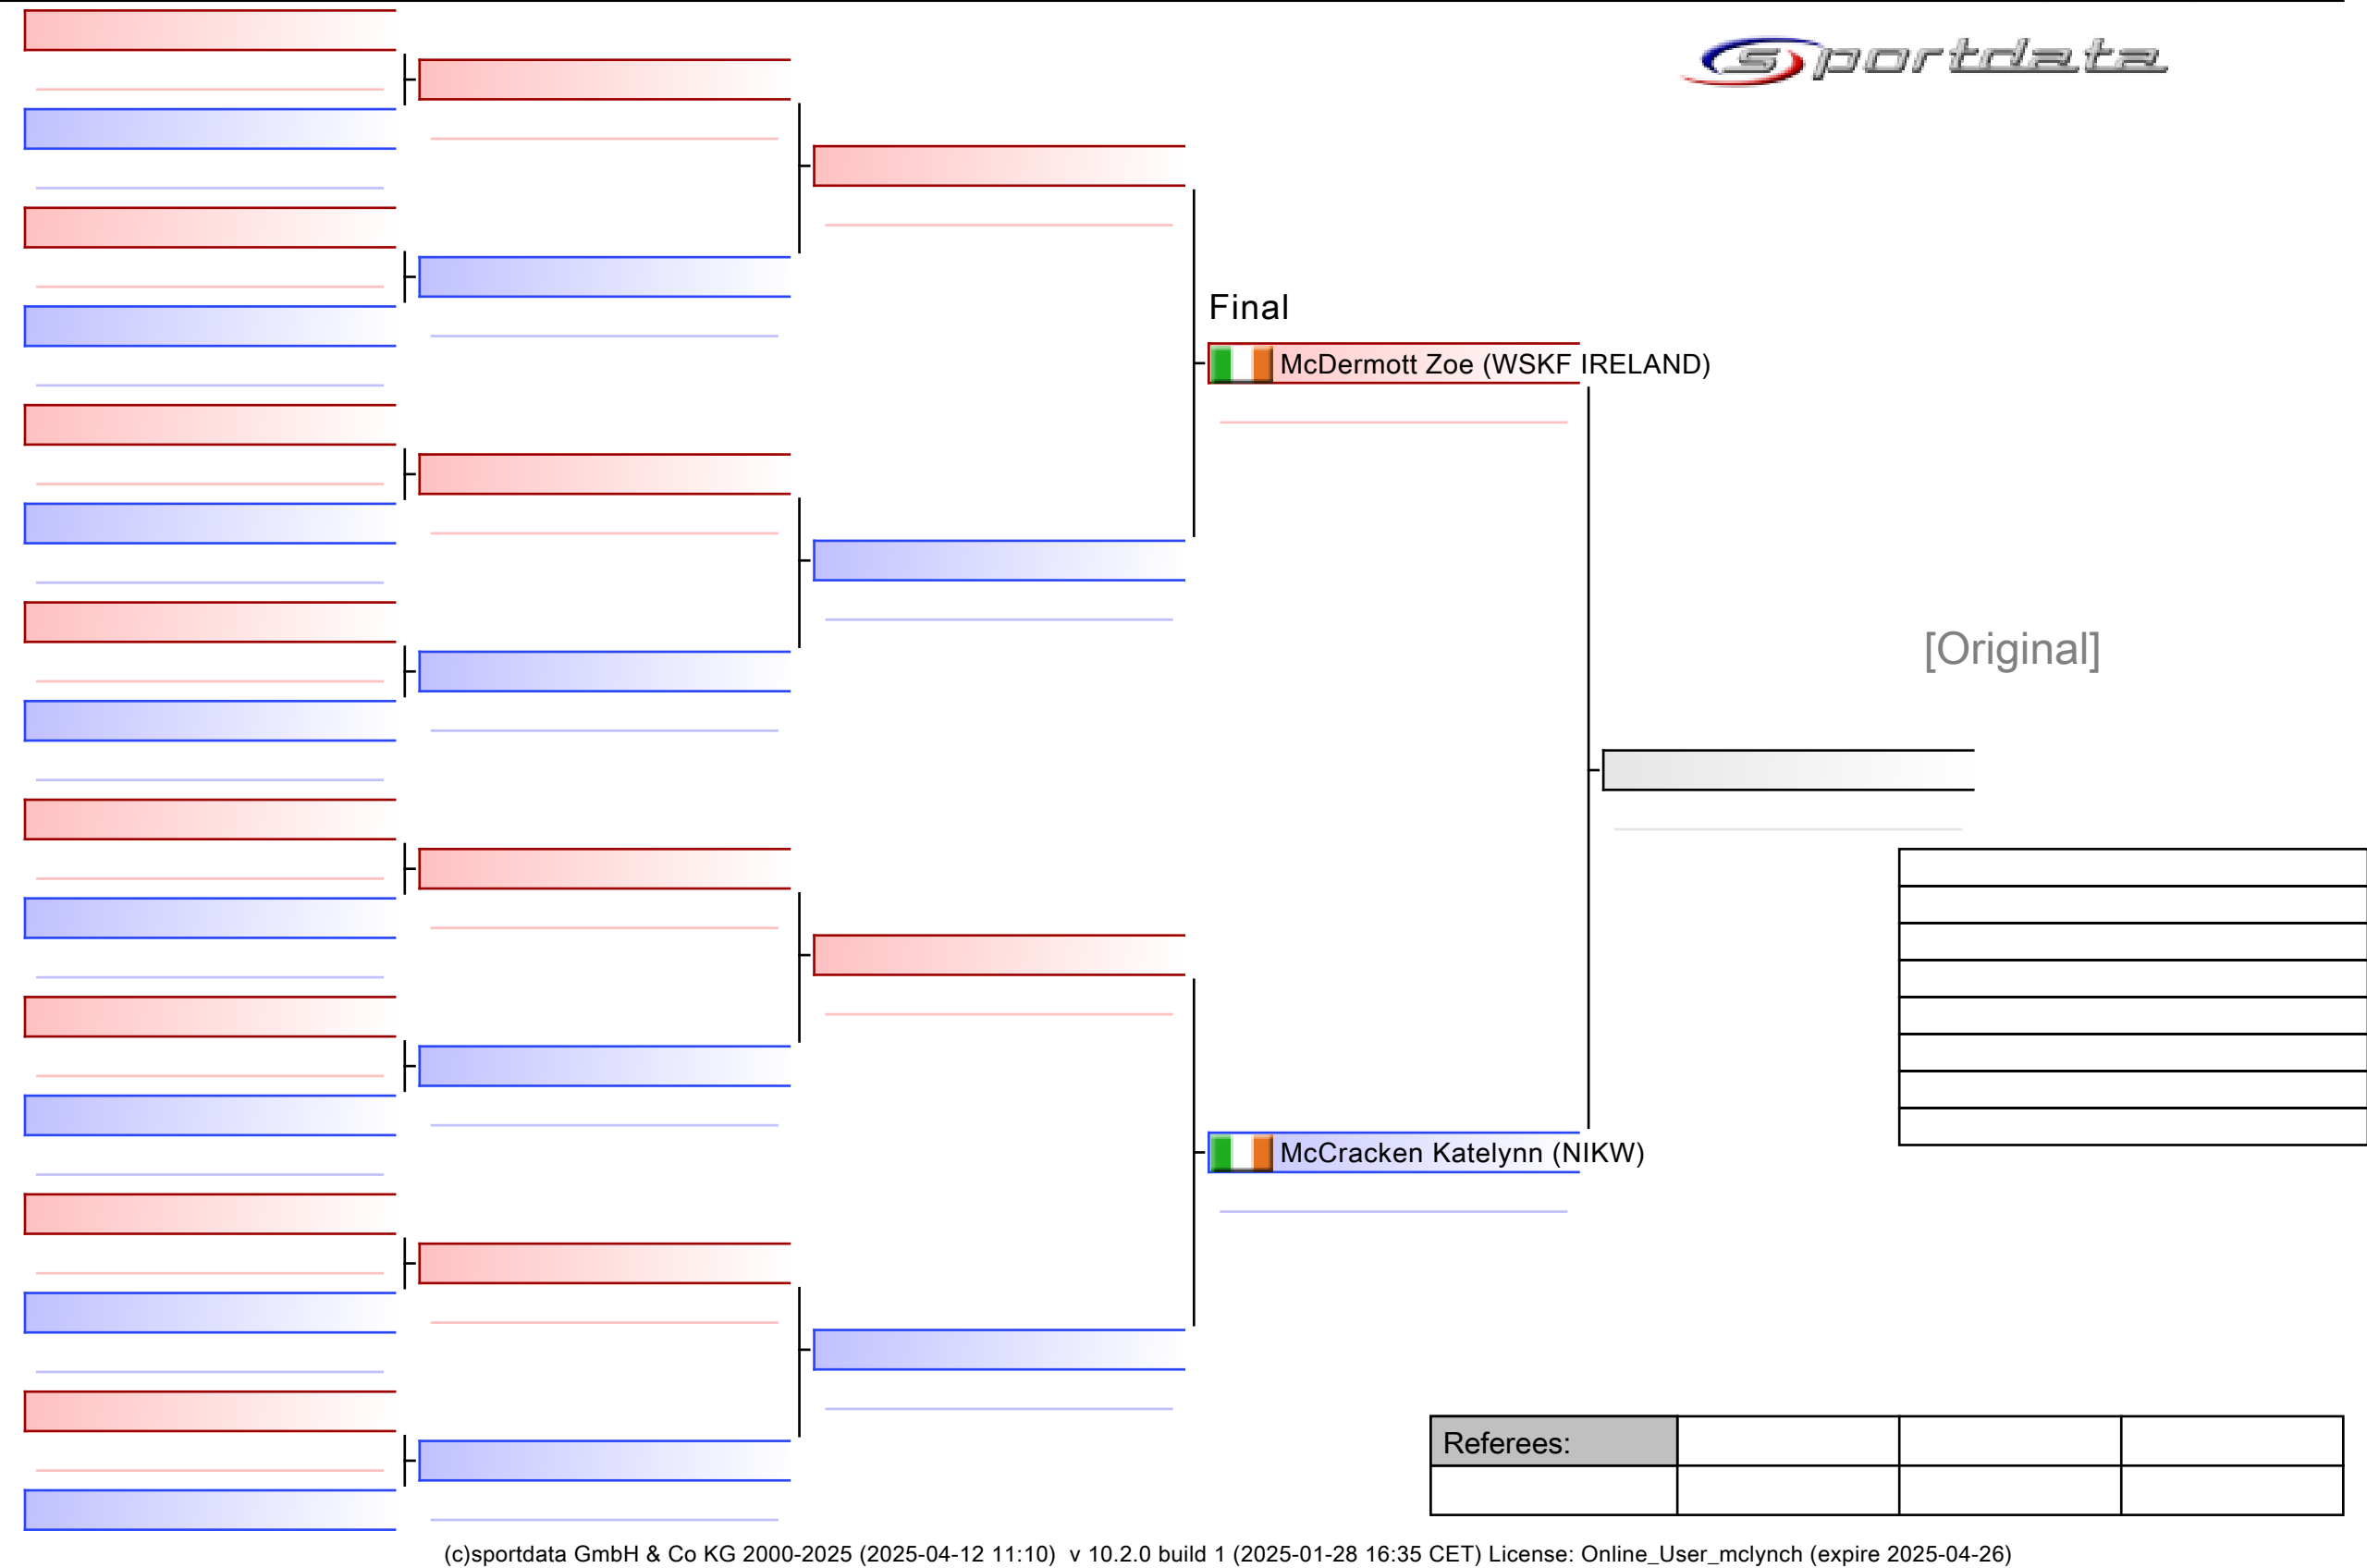 sportdata
Final
McDermott Zoe (WSKF IRELAND)
[Original]
McCracken Katelynn (NIKW)
Referees:
(c)sportdata GmbH & Co KG 2000-2025 (2025-04-12 11:10)  v 10.2.0 build 1 (2025-01-28 16:35 CET) License: Online_User_mclynch (expire 2025-04-26)